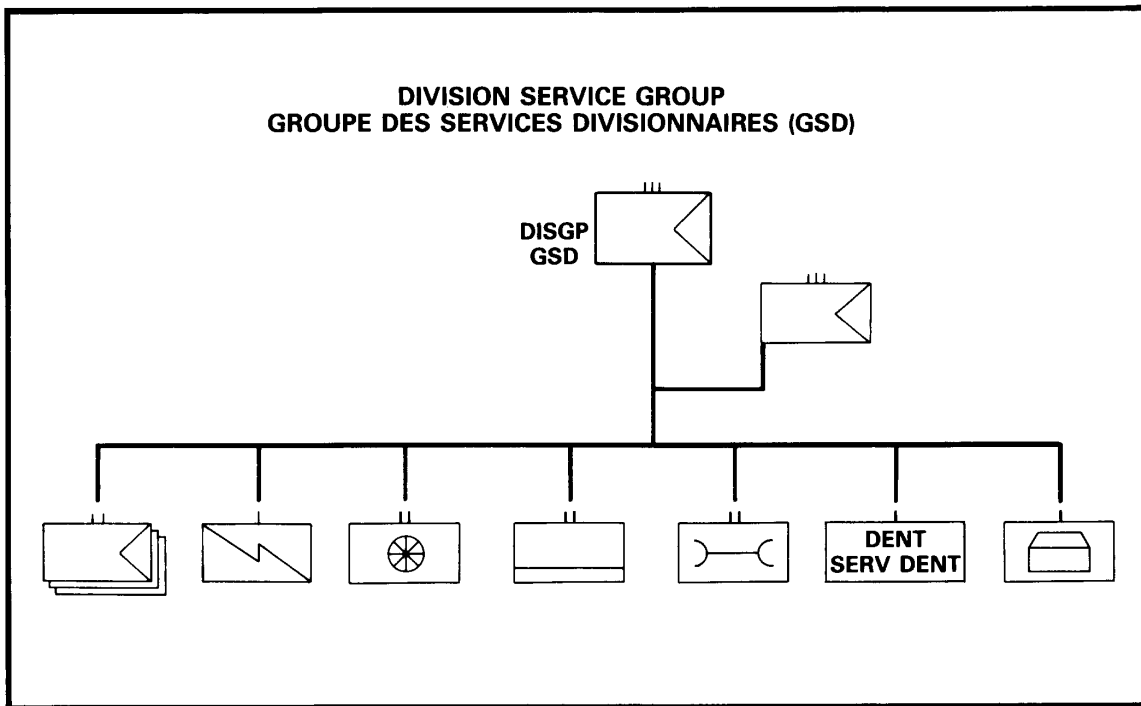 DIVISION SERVICE GROUP
GROUPE DES SERVICES DIVISIONNAIRES (GSD)
DISGP
GSD
DENT
SERV DENT